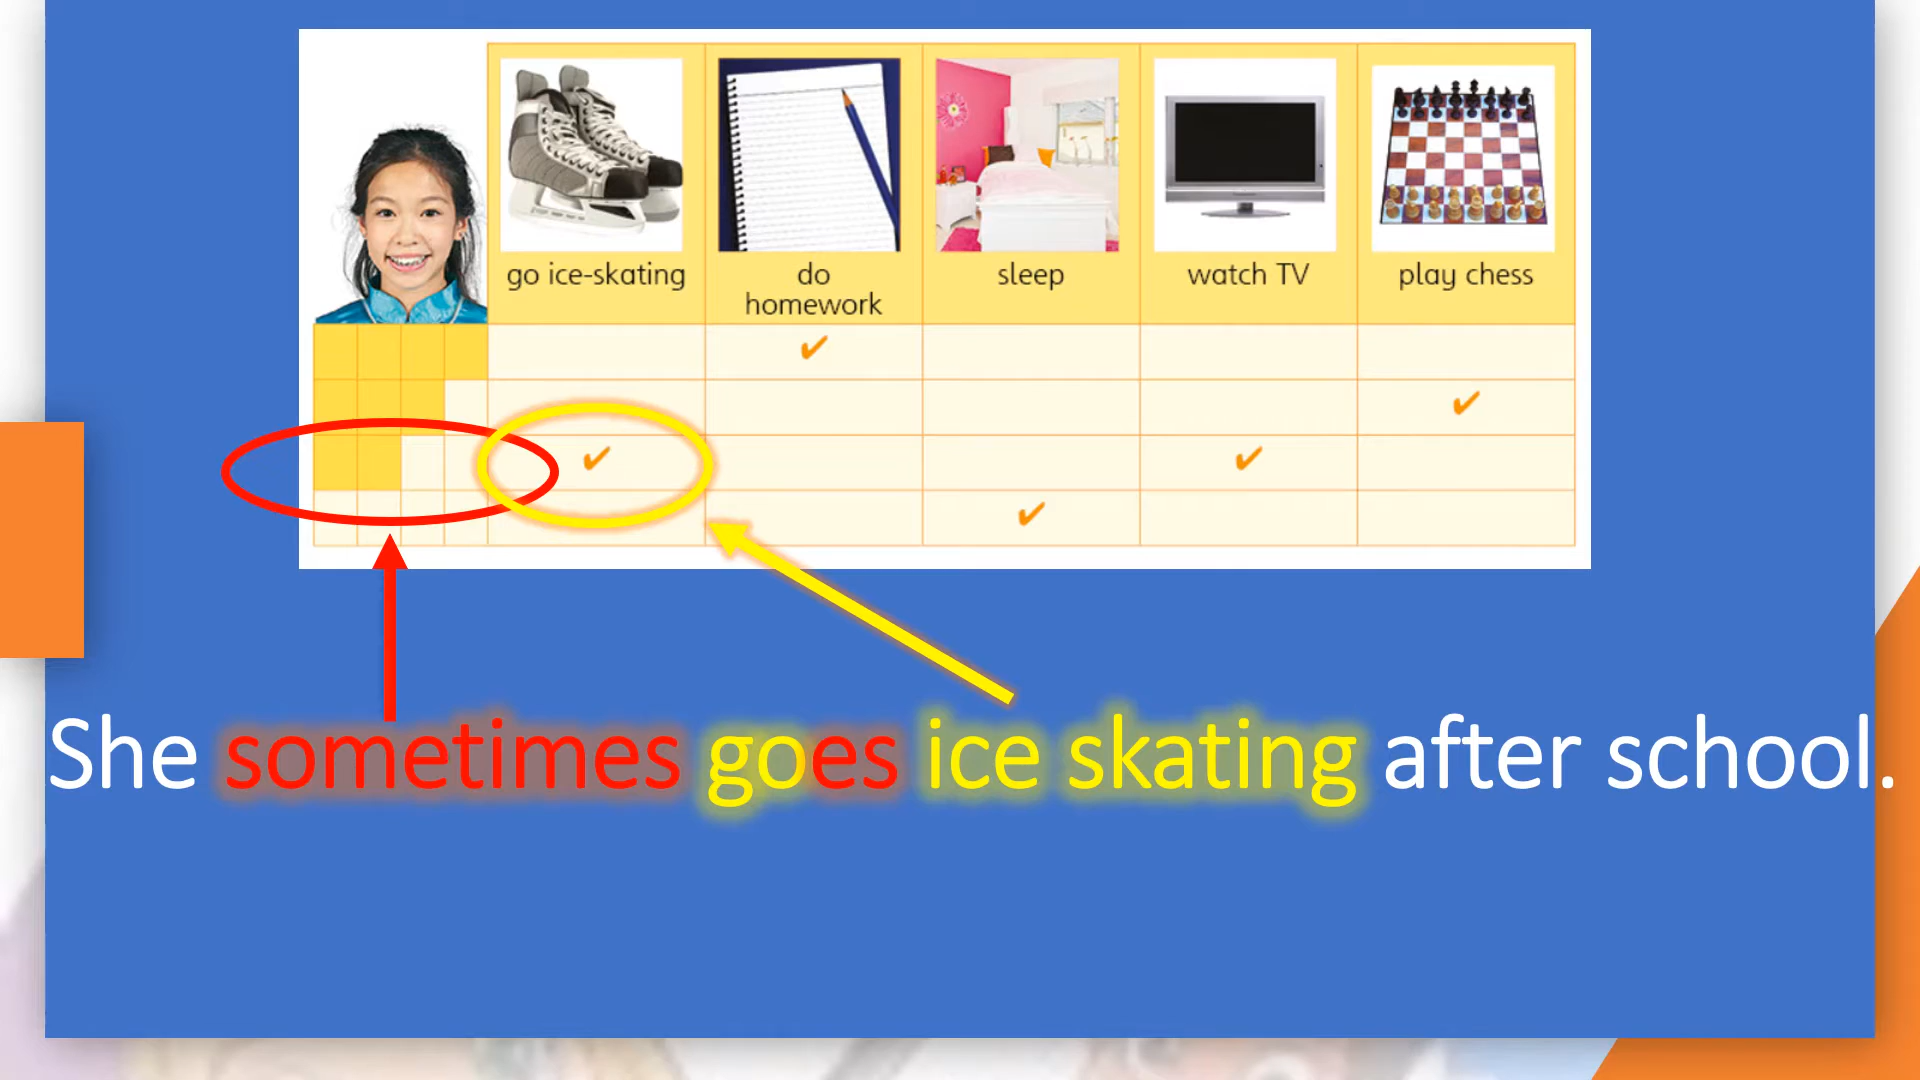 go ice-skating
do
homework
sleep
watch TV
play chess
She sometimes goes ice skating after school.